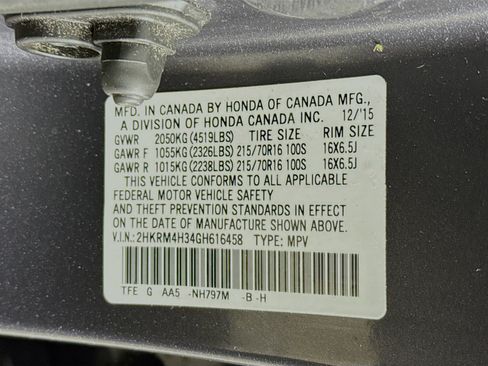 MFD. IN CANADA BY HONDA OF CANADA MFG.,
A DIVISION OF HONDA CANADA INC. 12/'15
GVWR 2050KG(4519LBS) TIRE SIZE RIM SIZE
GAWR F 1055KG(2326LBS) 215/70R16 100S 16X6.5J
GAWR R 1015KG(2238LBS) 215/70R16 100S 16X6.5J
THIS VEHICLE CONFORMS TO ALL APPLICABLE
FEDERAL MOTOR VEHICLE SAFETY
AND THEFT PREVENTION STANDARDS IN EFFECT
ON THE DATE OF MANUFACTURE SHOWN ABOVE.
V.I.N.:2HKRM4H34GH616458 TYPE: MPV
TFE G AA5 -NH797M -B-H